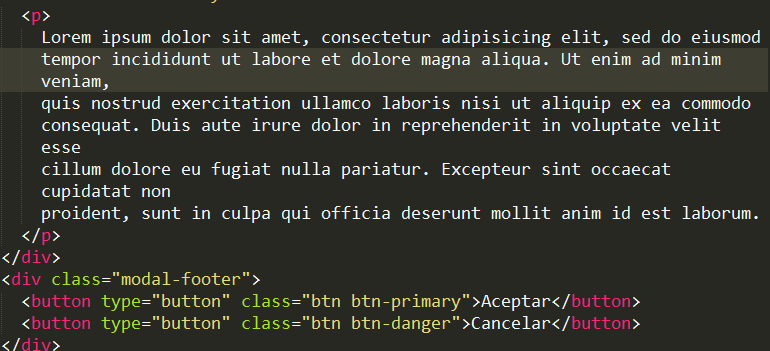 <p>
Lorem ipsum dolor sit amet, consectetur adipisicing elit, sed do eiusmod
tempor incididunt ut labore et dolore magna aliqua. Ut enim ad minim
veniam,
quis nostrud exercitation ullamco laboris nisi ut aliquip ex ea commodo
consequat. Duis aute irure dolor in reprehenderit in voluptate velit
esse
cillum dolore eu fugiat nulla pariatur. Excepteur sint occaecat
cupidatat non
proident, sunt in culpa qui officia deserunt mollit anim id est laborum.
</p>
</div>
<div class="modal-footer">
<button type="button" class="btn btn-primary">Aceptar</button>
<button type="button" class="btn btn-danger">Cancelar</button>
</div>